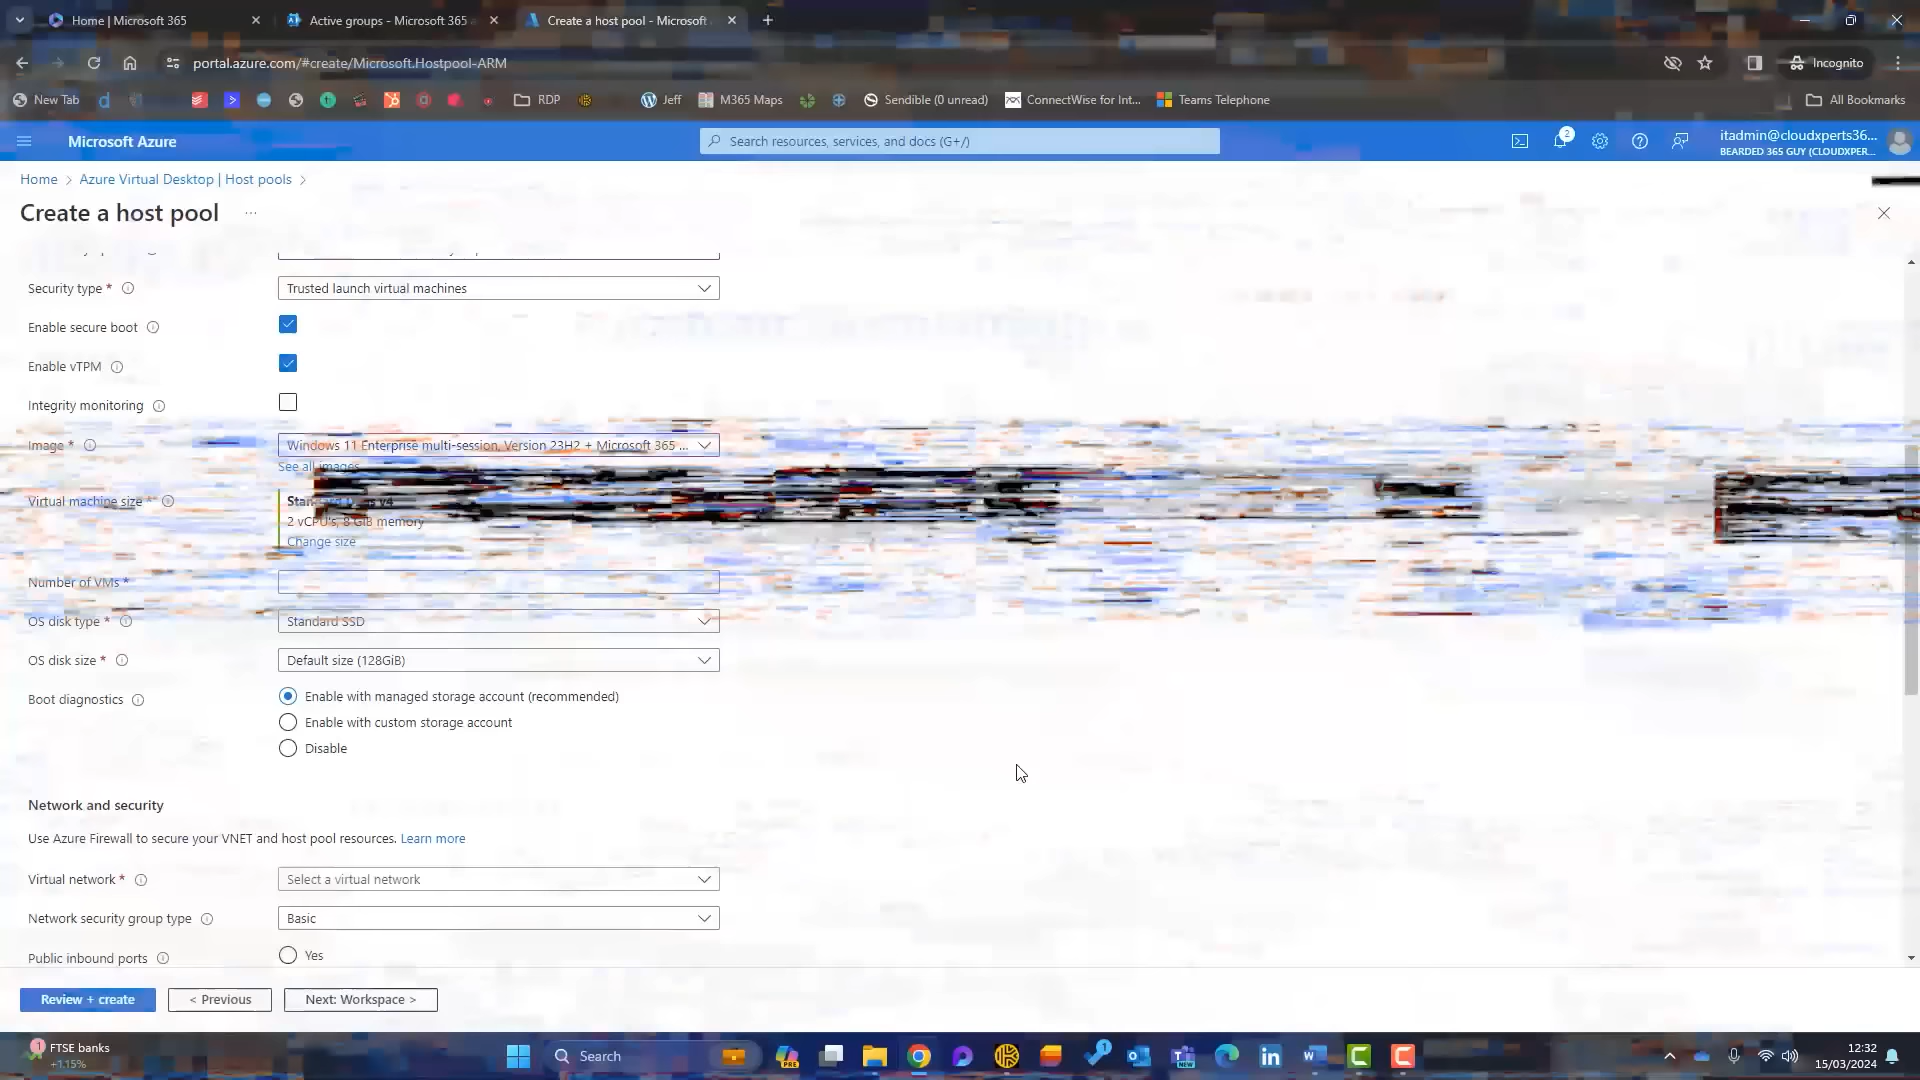 Home | Microsoft 365
Active groups - Microsoft 365
Create a host pool - Microsoft
portal.azure.com/#create/Microsoft.Hostpool-ARM
Incognito
New Tab
RDP
Jeff
M365 Maps
Sendible (0 unread)
ConnectWise for Int...
Teams Telephone
All Bookmarks
Microsoft Azure
Search resources, services, and docs (G+/)
2
itadmin@cloudxperts36...
BEARDED 365 GUY (CLOUDXPER...
Home > Azure Virtual Desktop | Host pools >
Create a host pool ...
Security type * Trusted launch virtual machines
Enable secure boot
Enable vTPM
Integrity monitoring
Image * Windows 11 Enterprise multi-session, Version 23H2 + Microsoft 365 ...
See all images
Virtual machine size *
2 vCPU's, 8 GiB memory
Change size
Number of VMs *
OS disk type * Standard SSD
OS disk size * Default size (128GiB)
Boot diagnostics Enable with managed storage account (recommended)
Enable with custom storage account
Disable
Network and security
Use Azure Firewall to secure your VNET and host pool resources. Learn more
Virtual network * Select a virtual network
Network security group type Basic
Public inbound ports Yes
Review + create < Previous Next: Workspace >
1 FTSE banks
+1.15%
Search
PRE
1
NEW
12:32
15/03/2024